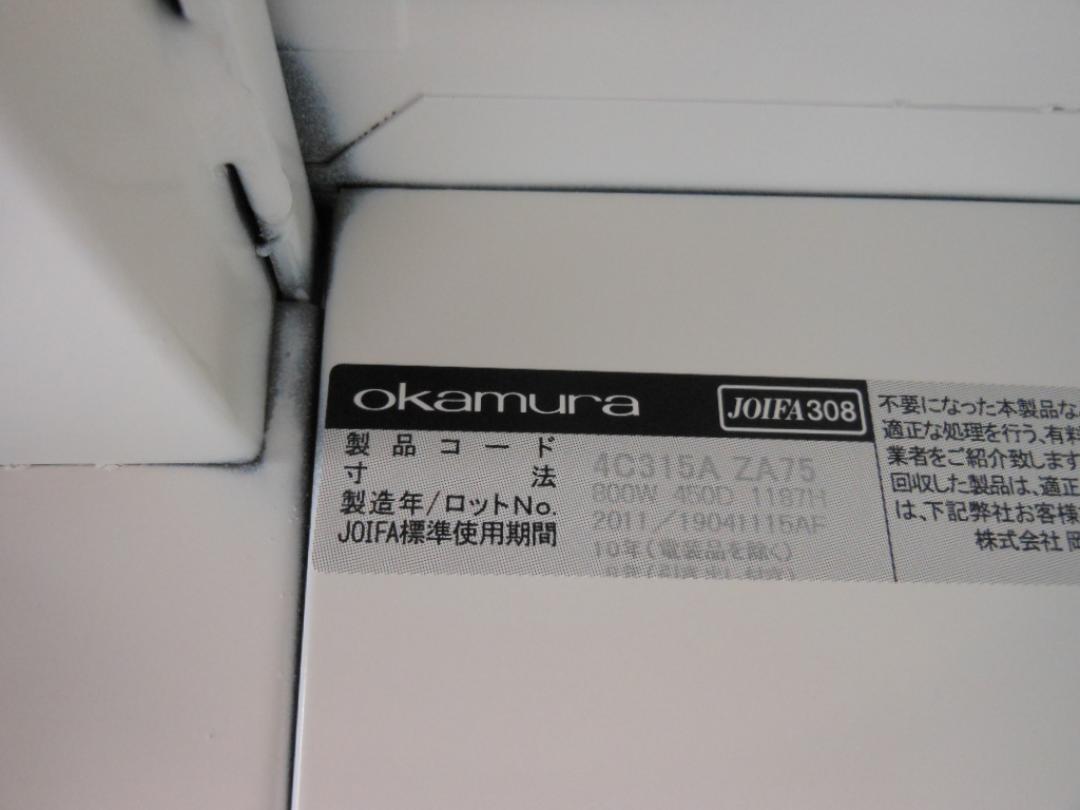 okamura JOIFA308
製品コード 4C315A ZA75
寸法 800W 450D 1187H
製造年/ロットNo. 2011/19041115AF
JOIFA標準使用期間 10年(電装品を除く)
不要になった本製品な
適正な処理を行う、有料
業者をご紹介致します
回収した製品は、適正
は、下記弊社お客様
株式会社